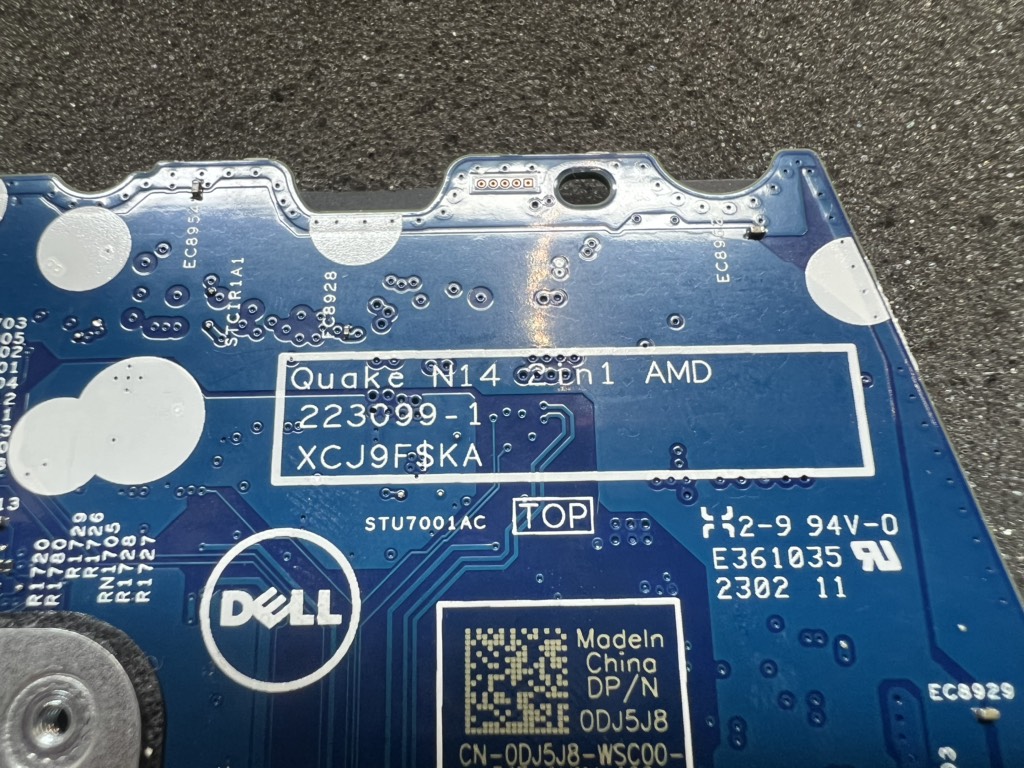 EC8928
STC1R1A1
Quake N14 2in1 AMD
223099-1
XCJ9F$KA
STU7001AC
TOP
2-9 94V-0
E361035
2302 11
R1720
R1780
R1729
R1726
RN1705
R1728
R1727
DELL
MadeIn
China
DP/N
0DJ5J8
CN-0DJ5J8-WSC00-
EC8929